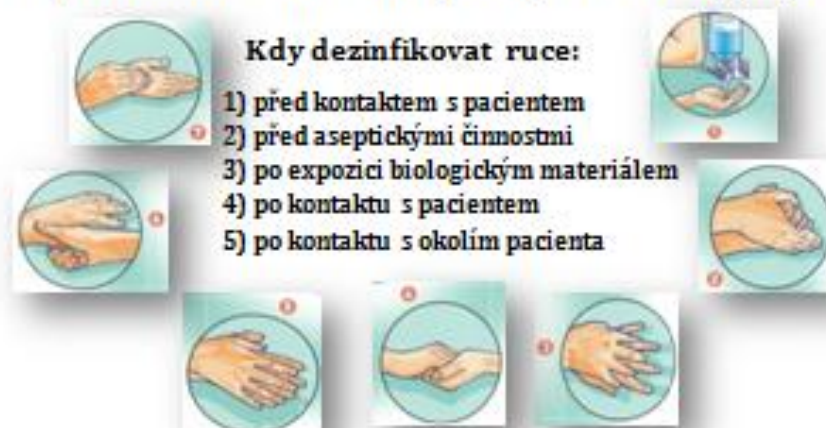 Kdy dezinfikovat ruce:
1) před kontaktem s pacientem
2) před aseptickými činnostmi
3) po expozici biologickým materiálem
4) po kontaktu s pacientem
5) po kontaktu s okolím pacienta